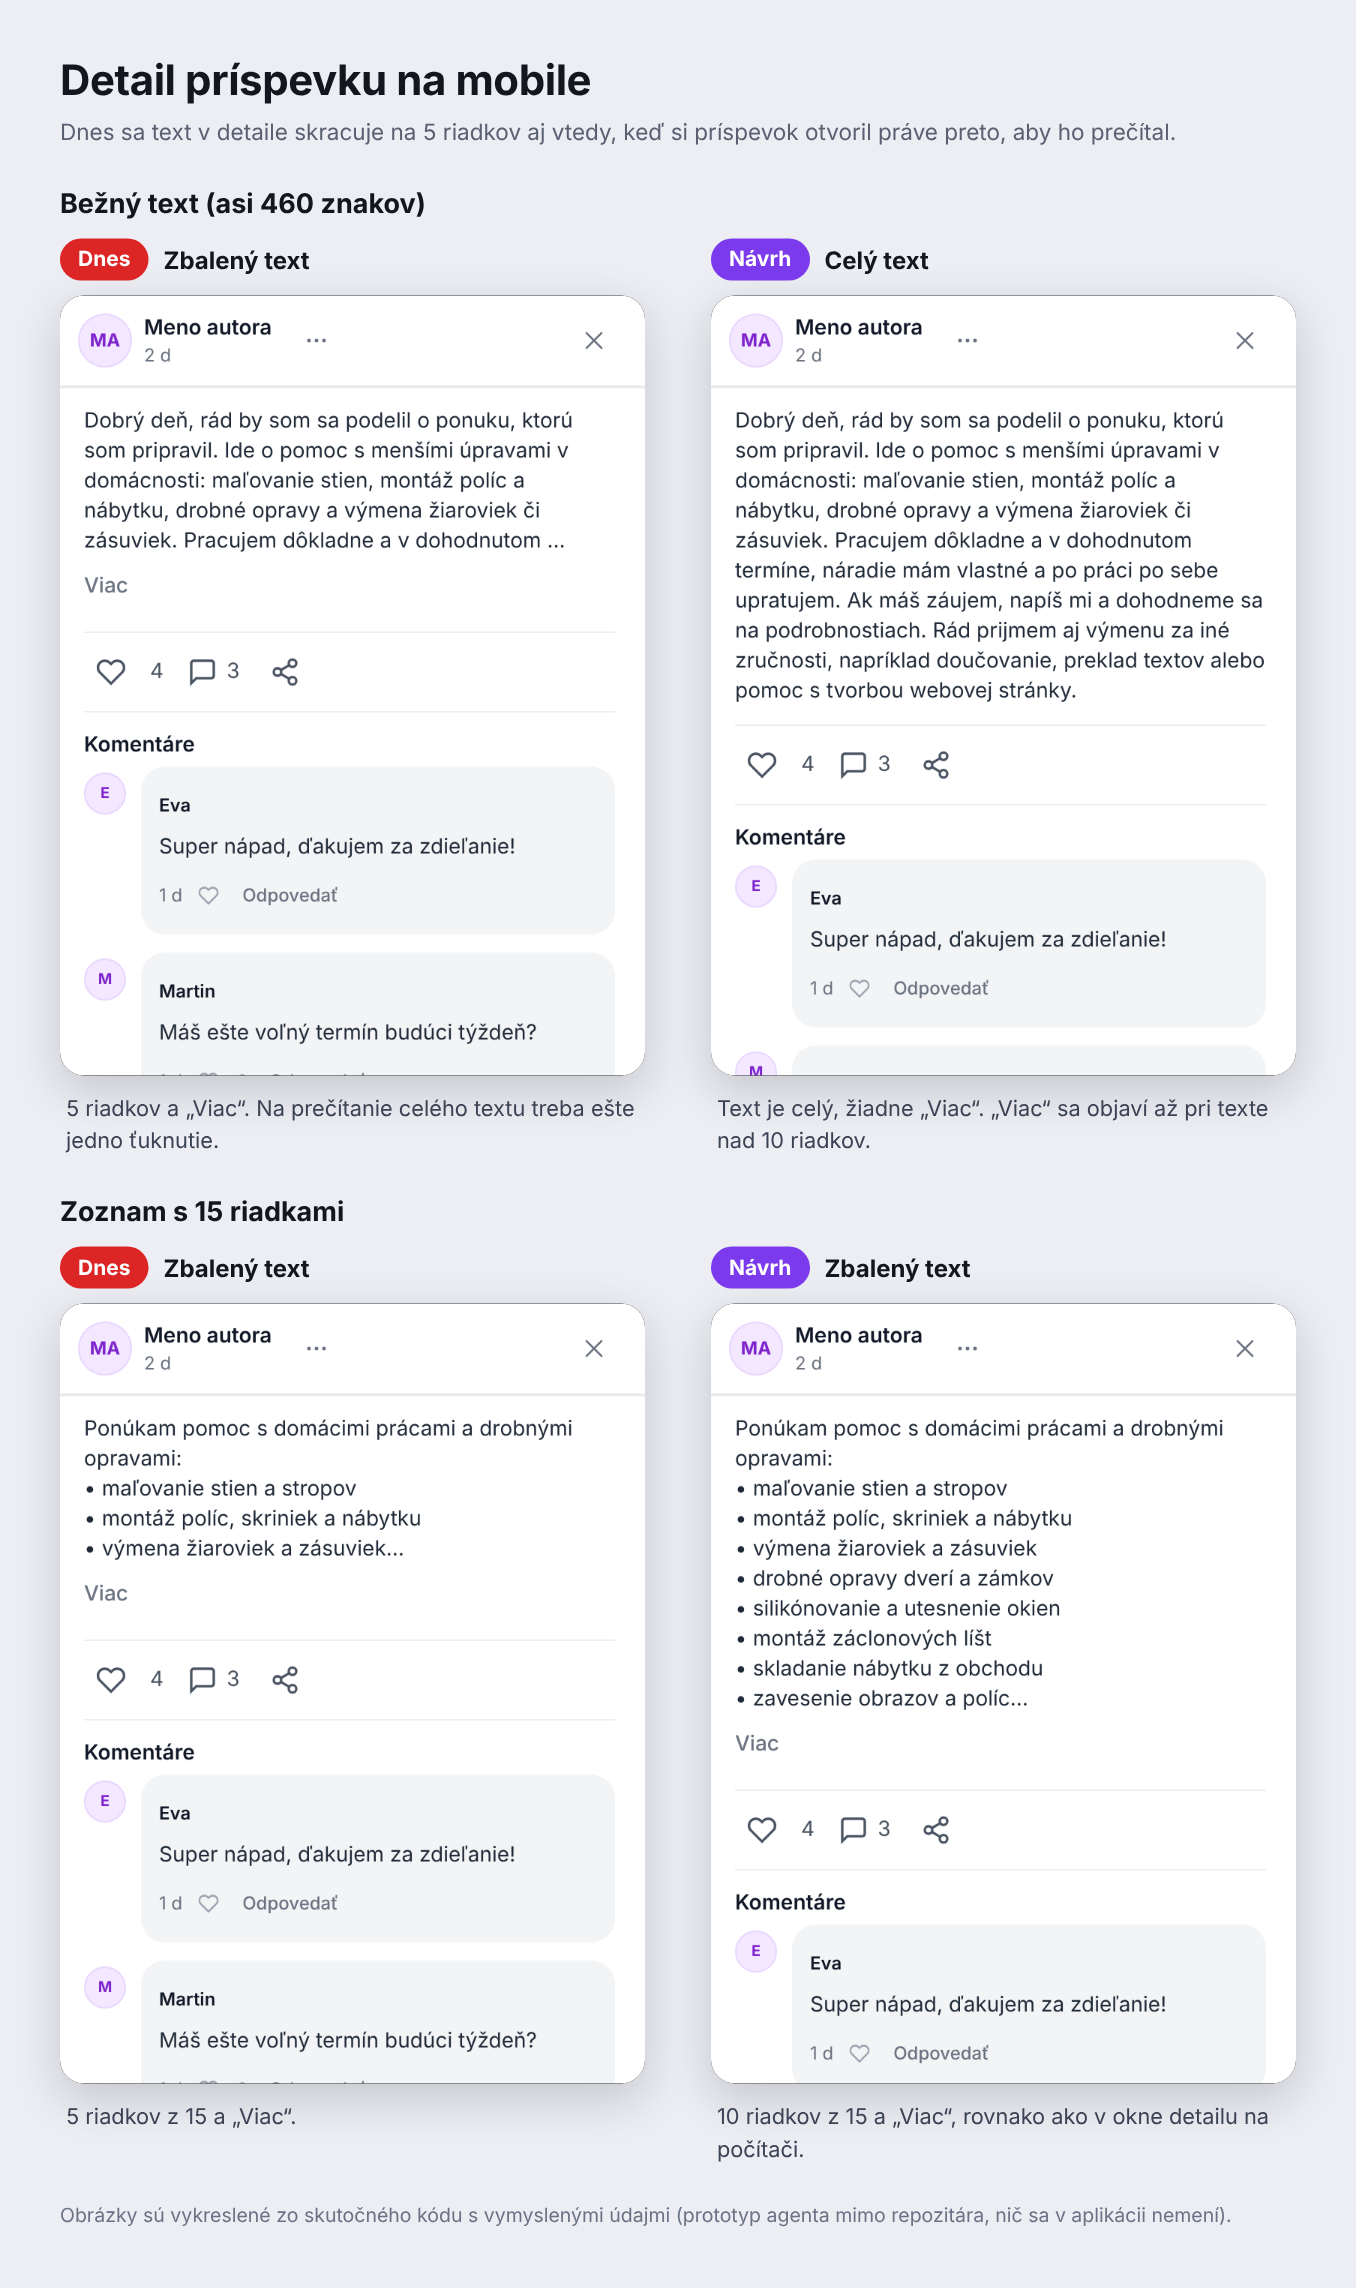 Detail príspevku na mobile
Dnes sa text v detaile skracuje na 5 riadkov aj vtedy, keď si príspevok otvoril práve preto, aby ho prečítal.
Bežný text (asi 460 znakov)
Dnes Zbalený text
MA Meno autora ...
2 d
Dobrý deň, rád by som sa podelil o ponuku, ktorú
som pripravil. Ide o pomoc s menšími úpravami v
domácnosti: maľovanie stien, montáž políc a
nábytku, drobné opravy a výmena žiaroviek či
zásuviek. Pracujem dôkladne a v dohodnutom ...
Viac
4 3
Komentáre
E Eva
Super nápad, ďakujem za zdieľanie!
1 d Odpovedať
M Martin
Máš ešte voľný termín budúci týždeň?
5 riadkov a „Viac“. Na prečítanie celého textu treba ešte
jedno ťuknutie.
Návrh Celý text
MA Meno autora ...
2 d
Dobrý deň, rád by som sa podelil o ponuku, ktorú
som pripravil. Ide o pomoc s menšími úpravami v
domácnosti: maľovanie stien, montáž políc a
nábytku, drobné opravy a výmena žiaroviek či
zásuviek. Pracujem dôkladne a v dohodnutom
termíne, náradie mám vlastné a po práci po sebe
upratujem. Ak máš záujem, napíš mi a dohodneme sa
na podrobnostiach. Rád prijmem aj výmenu za iné
zručnosti, napríklad doučovanie, preklad textov alebo
pomoc s tvorbou webovej stránky.
4 3
Komentáre
E Eva
Super nápad, ďakujem za zdieľanie!
1 d Odpovedať
M
Text je celý, žiadne „Viac“. „Viac“ sa objaví až pri texte
nad 10 riadkov.
Zoznam s 15 riadkami
Dnes Zbalený text
MA Meno autora ...
2 d
Ponúkam pomoc s domácimi prácami a drobnými
opravami:
• maľovanie stien a stropov
• montáž políc, skriniek a nábytku
• výmena žiaroviek a zásuviek...
Viac
4 3
Komentáre
E Eva
Super nápad, ďakujem za zdieľanie!
1 d Odpovedať
M Martin
Máš ešte voľný termín budúci týždeň?
5 riadkov z 15 a „Viac“.
Návrh Zbalený text
MA Meno autora ...
2 d
Ponúkam pomoc s domácimi prácami a drobnými
opravami:
• maľovanie stien a stropov
• montáž políc, skriniek a nábytku
• výmena žiaroviek a zásuviek
• drobné opravy dverí a zámkov
• silikónovanie a utesnenie okien
• montáž záclonových líšt
• skladanie nábytku z obchodu
• zavesenie obrazov a políc...
Viac
4 3
Komentáre
E Eva
Super nápad, ďakujem za zdieľanie!
1 d Odpovedať
10 riadkov z 15 a „Viac“, rovnako ako v okne detailu na
počítači.
Obrázky sú vykreslené zo skutočného kódu s vymyslenými údajmi (prototyp agenta mimo repozitára, nič sa v aplikácii nemení).